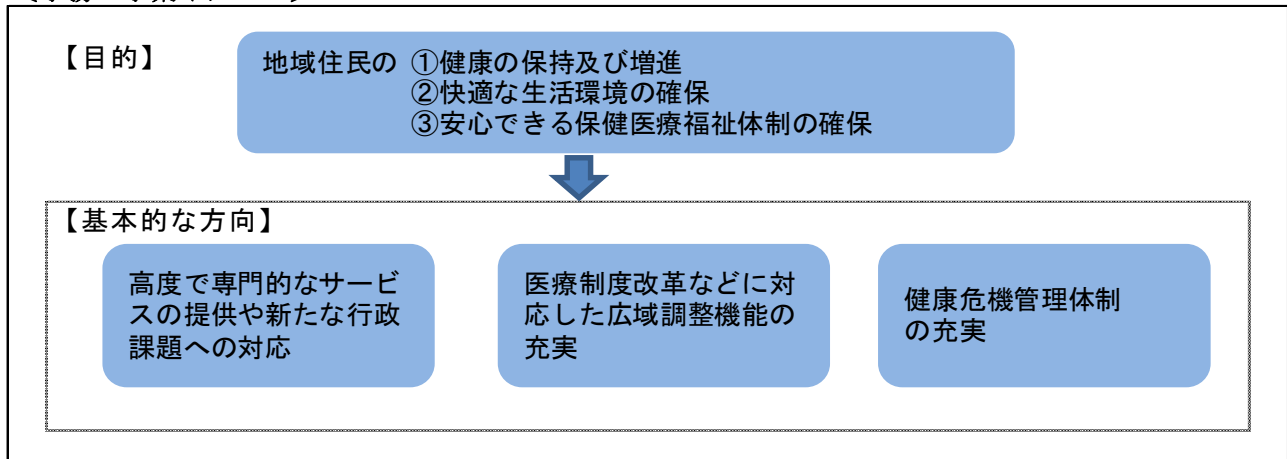 【目的】
地域住民の ①健康の保持及び増進
②快適な生活環境の確保
③安心できる保健医療福祉体制の確保
【基本的な方向】
高度で専門的なサービ
スの提供や新たな行政
課題への対応
医療制度改革などに対
応した広域調整機能の
充実
健康危機管理体制
の充実